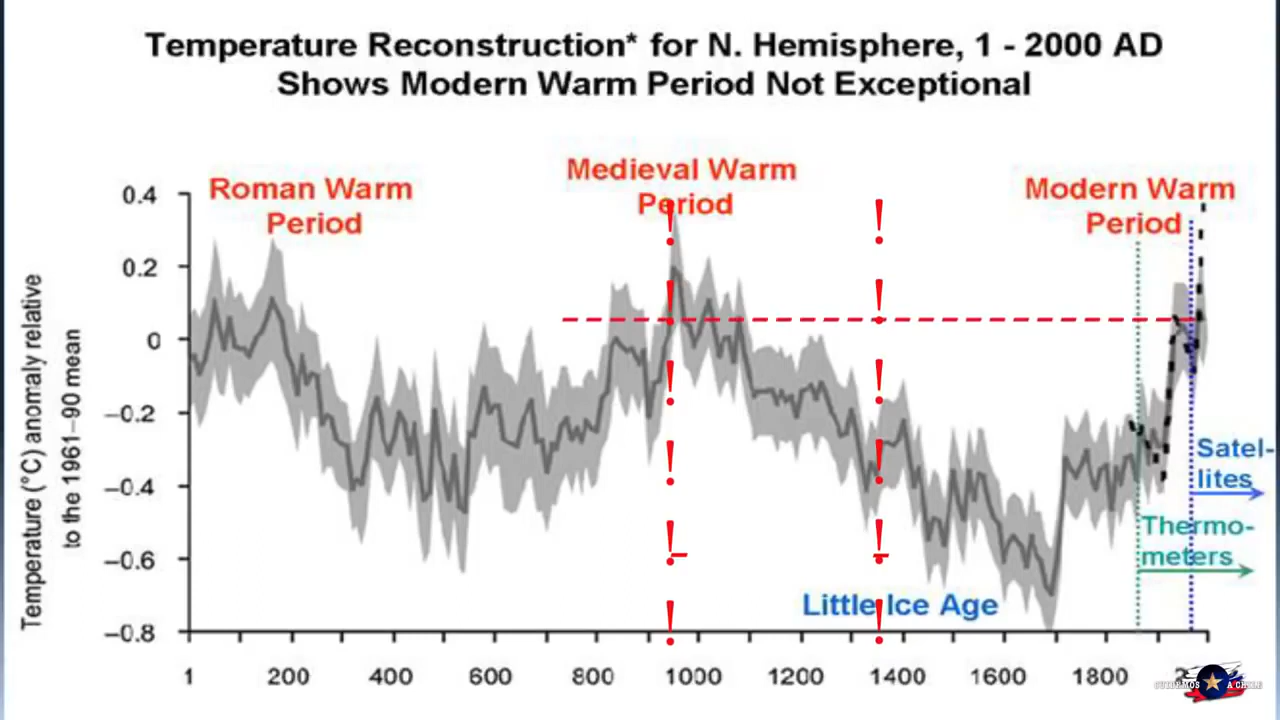 Temperature Reconstruction* for N. Hemisphere, 1 - 2000 AD
Shows Modern Warm Period Not Exceptional
Roman Warm
Period
Medieval Warm
Period
Modern Warm
Period
Temperature (°C) anomaly relative
to the 1961–90 mean
0.4
0.2
0
–0.2
–0.4
–0.6
–0.8
Satel-
lites
Thermo-
meters
Little Ice Age
1 200 400 600 800 1000 1200 1400 1600 1800
A CHILE